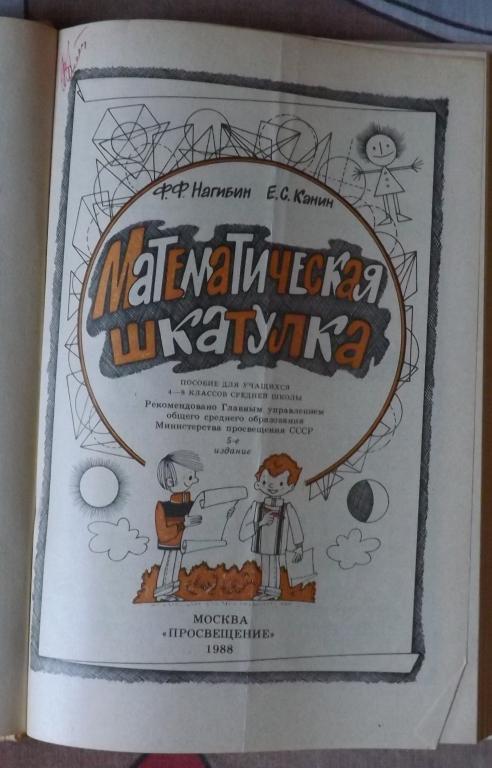 Ф.Ф. Нагибин Е.С. Канин
Математическая
шкатулка
ПОСОБИЕ ДЛЯ УЧАЩИХСЯ
4—8 КЛАССОВ СРЕДНЕЙ ШКОЛЫ
Рекомендовано Главным управлением
общего среднего образования
Министерства просвещения СССР
5-е
издание
МОСКВА
«ПРОСВЕЩЕНИЕ»
1988